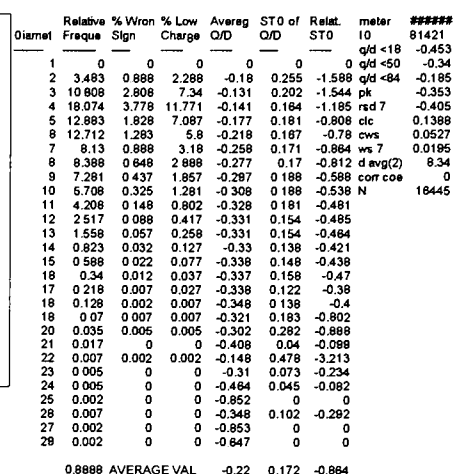 Relative % Wron % Low Avereg ST0 of Relat. meter ######
0iamet Freque Sign Charge Q/D Q/D ST0 I0 81421
q/d <18 -0.453
1 0 0 0 0 0 0 q/d <50 -0.34
2 3.483 0.888 2.288 -0.18 0.255 -1.588 q/d <84 -0.185
3 10 808 2.808 7.34 -0.131 0.202 -1.544 pk -0.353
4 18.074 3.778 11.771 -0.141 0.164 -1.185 rsd 7 -0.405
5 12.883 1.828 7.087 -0.177 0.181 -0.808 clc 0.1388
8 12.712 1.283 5.8 -0.218 0.167 -0.78 cws 0.0527
7 8.13 0.888 3.18 -0.258 0.171 -0.864 ws 7 0.0195
8 8.388 0 648 2 888 -0.277 0.17 -0.812 d avg(2) 8.34
9 7.281 0.437 1.857 -0.287 0 188 -0.588 corr coe 0
10 5.708 0.325 1.281 -0 308 0 188 -0.538 N 16445
11 4.208 0 148 0.802 -0.328 0.181 -0.481
12 2 517 0 088 0.417 -0.331 0.154 -0.485
13 1.558 0.057 0.258 -0.331 0.154 -0.464
14 0.823 0.032 0.127 -0.33 0.138 -0.421
15 0 588 0 022 0.077 -0.338 0.148 -0.438
18 0.34 0.012 0.037 -0.337 0.158 -0,47
17 0 218 0.007 0.027 -0.338 0.122 -0.38
18 0.128 0.002 0.007 -0.348 0 138 -0.4
18 0 07 0.007 0.007 -0.321 0.183 -0.802
20 0.035 0.005 0.005 -0.302 0.282 -0.888
21 0.017 0 0 -0.408 0.04 -0.099
22 0.007 0.002 0.002 -0.148 0.478 -3.213
23 0 005 0 0 -0.31 0.073 -0.234
24 0 005 0 0 -0.484 0.045 -0.082
25 0.002 0 0 -0.852 0 0
28 0.007 0 0 -0.348 0.102 -0.292
27 0.002 0 0 -0.853 0 0
29 0.002 0 0 -0 647 0 0
0.8888 AVERAGE VAL -0.22 0.172 -0.864